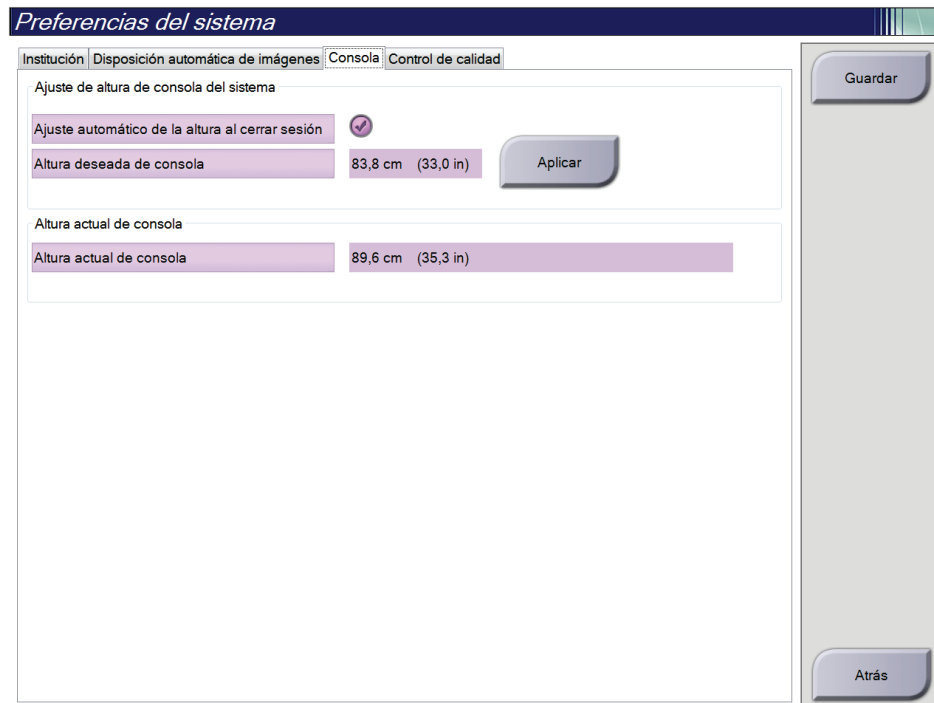 Preferencias del sistema
Institución Disposición automática de imágenes Consola Control de calidad
Guardar
Ajuste de altura de consola del sistema
Ajuste automático de la altura al cerrar sesión
Altura deseada de consola 83,8 cm (33,0 in) Aplicar
Altura actual de consola
Altura actual de consola 89,6 cm (35,3 in)
Atrás